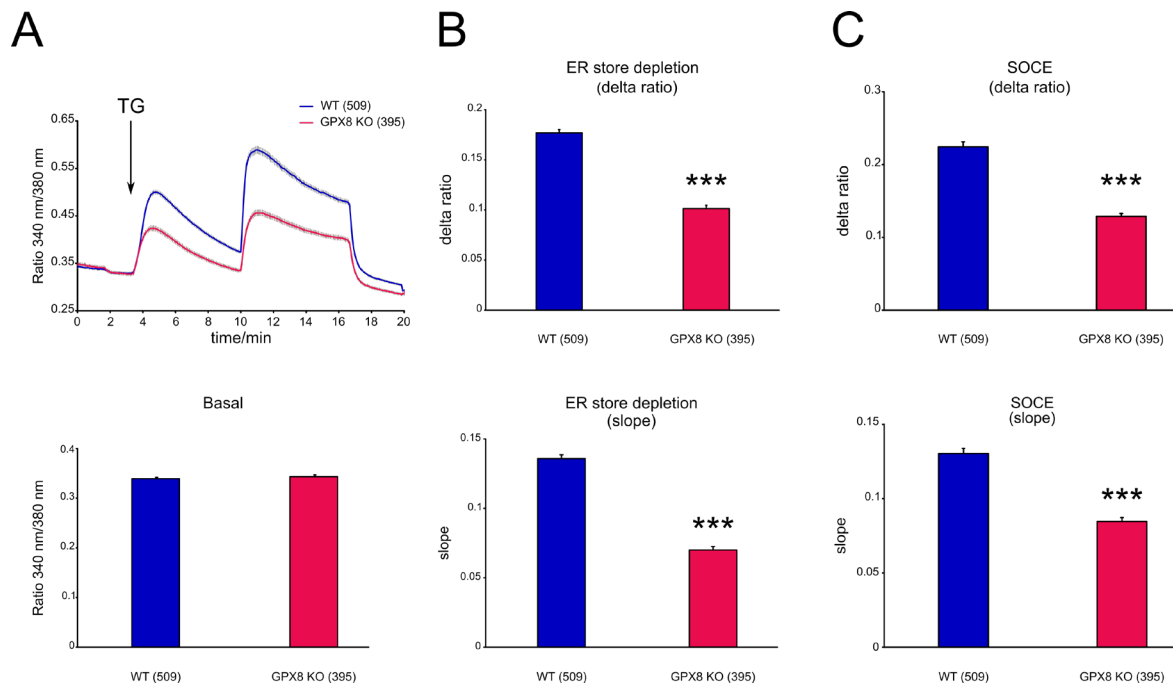 A
TG
WT (509)
GPX8 KO (395)
Ratio 340 nm/380 nm
0.65
0.55
0.45
0.35
0.25
0 2 4 6 8 10 12 14 16 18 20
time/min
Basal
Ratio 340 nm/380 nm
0.4
0.3
0.2
0.1
0
WT (509) GPX8 KO (395)
B
ER store depletion
(delta ratio)
delta ratio
0.2
0.15
0.1
0.05
0
***
WT (509) GPX8 KO (395)
ER store depletion
(slope)
slope
0.15
0.1
0.05
0
***
WT (509) GPX8 KO (395)
C
SOCE
(delta ratio)
delta ratio
0.3
0.2
0.1
0
***
WT (509) GPX8 KO (395)
SOCE
(slope)
slope
0.15
0.1
0.05
0
***
WT (509) GPX8 KO (395)